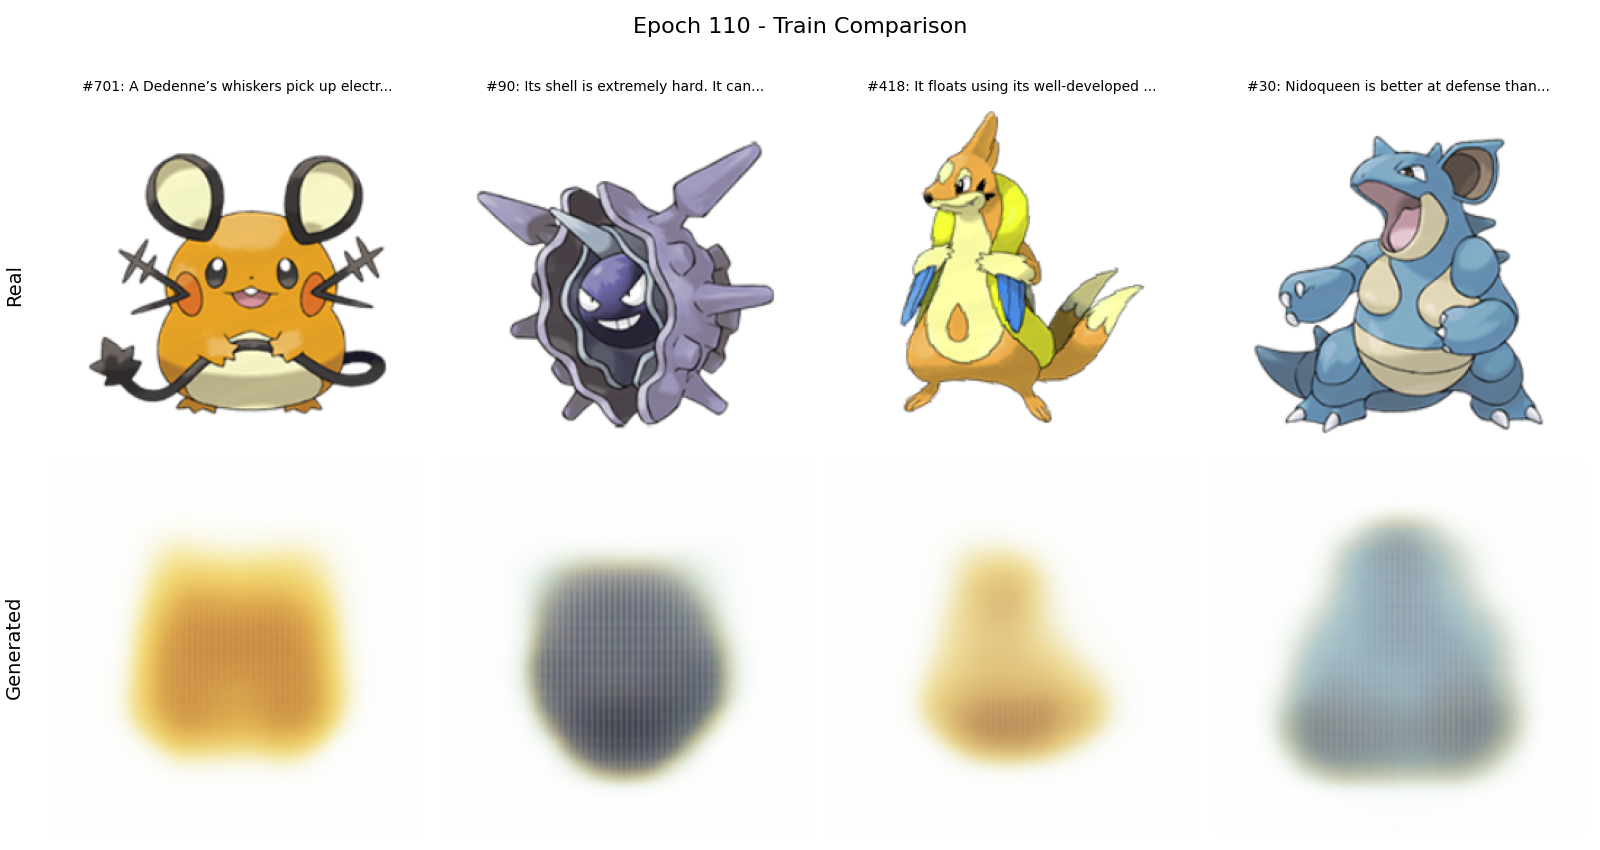 Epoch 110 - Train Comparison
#701: A Dedenne’s whiskers pick up electr...
#90: Its shell is extremely hard. It can...
#418: It floats using its well-developed ...
#30: Nidoqueen is better at defense than...
Real
Generated